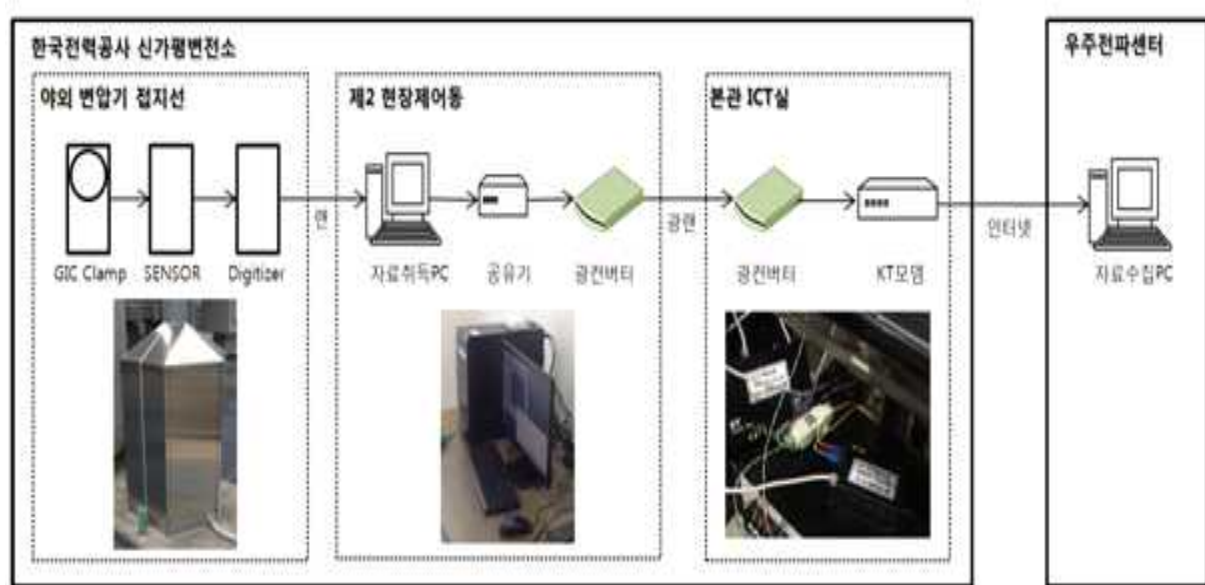 한국전력공사 신가평변전소
우주전파센터
야외 변압기 접지선
제2 현장제어동
본관 ICT실
랜
광랜
인터넷
GIC Clamp
SENSOR
Digitizer
자료취득PC
공유기
광컨버터
광컨버터
KT모뎀
자료수집PC